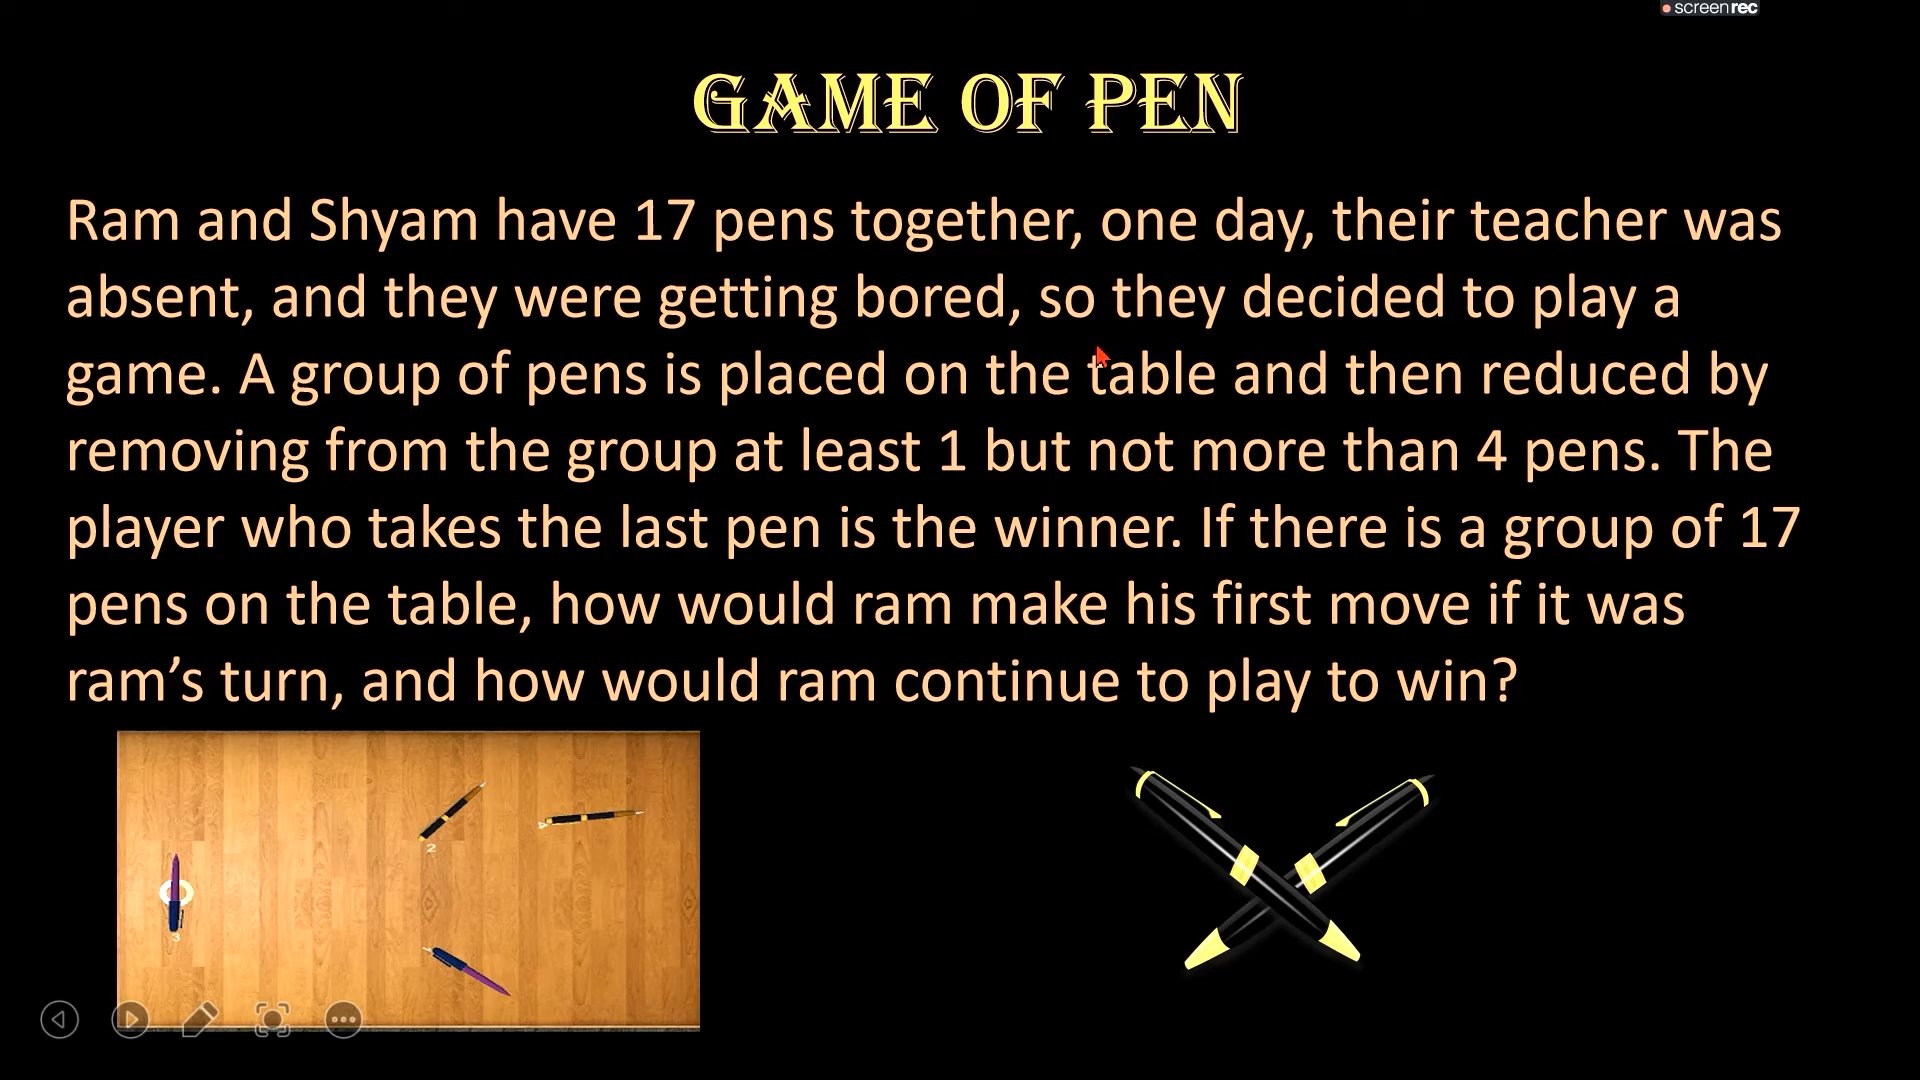 screenrec
GAME OF PEN
Ram and Shyam have 17 pens together, one day, their teacher was
absent, and they were getting bored, so they decided to play a
game. A group of pens is placed on the table and then reduced by
removing from the group at least 1 but not more than 4 pens. The
player who takes the last pen is the winner. If there is a group of 17
pens on the table, how would ram make his first move if it was
ram’s turn, and how would ram continue to play to win?
2
3